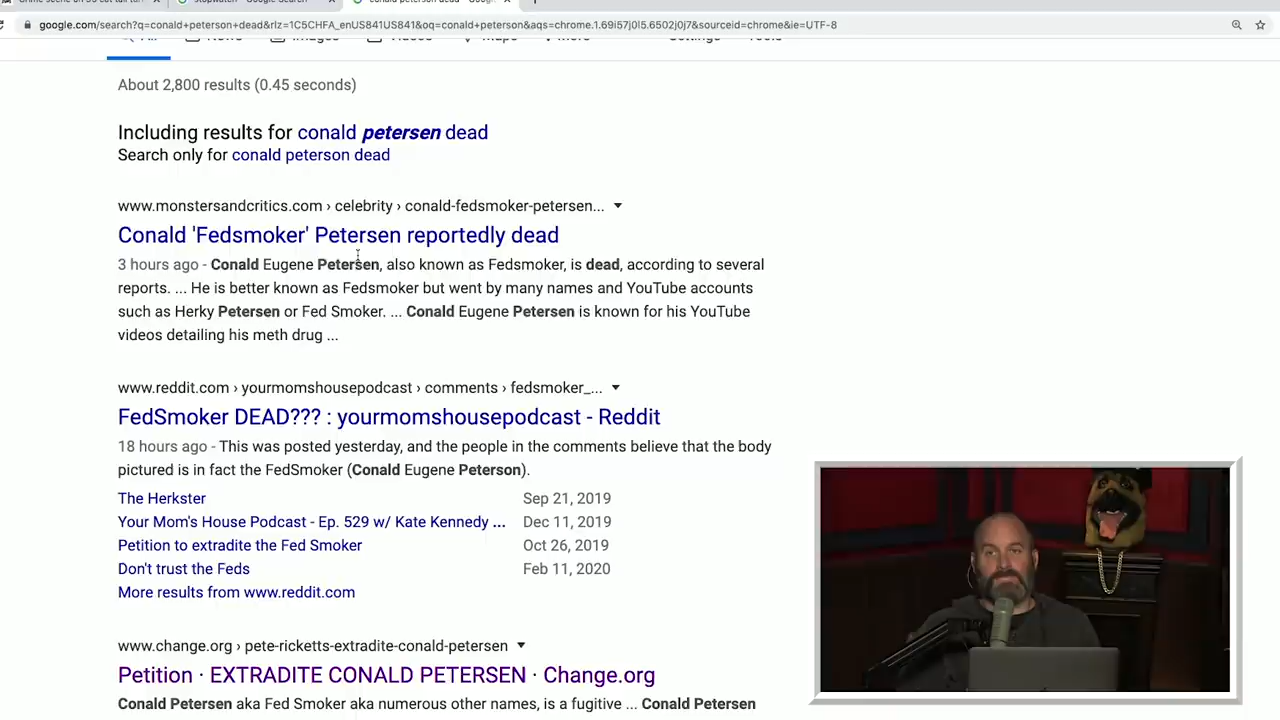 google.com/search?q=conald+peterson+dead&rlz=1C5CHFA_enUS841US841&oq=conald+peterson&aqs=chrome.1.69i57j0l5.6502j0j7&sourceid=chrome&ie=UTF-8
About 2,800 results (0.45 seconds)
Including results for conald petersen dead
Search only for conald peterson dead
www.monstersandcritics.com › celebrity › conald-fedsmoker-petersen...
Conald 'Fedsmoker' Petersen reportedly dead
3 hours ago - Conald Eugene Petersen, also known as Fedsmoker, is dead, according to several
reports. ... He is better known as Fedsmoker but went by many names and YouTube accounts
such as Herky Petersen or Fed Smoker. ... Conald Eugene Petersen is known for his YouTube
videos detailing his meth drug ...
www.reddit.com › yourmomshousepodcast › comments › fedsmoker_...
FedSmoker DEAD??? : yourmomshousepodcast - Reddit
18 hours ago - This was posted yesterday, and the people in the comments believe that the body
pictured is in fact the FedSmoker (Conald Eugene Peterson).
The Herkster Sep 21, 2019
Your Mom's House Podcast - Ep. 529 w/ Kate Kennedy ... Dec 11, 2019
Petition to extradite the Fed Smoker Oct 26, 2019
Don't trust the Feds Feb 11, 2020
More results from www.reddit.com
www.change.org › pete-ricketts-extradite-conald-petersen
Petition · EXTRADITE CONALD PETERSEN · Change.org
Conald Petersen aka Fed Smoker aka numerous other names, is a fugitive ... Conald Petersen